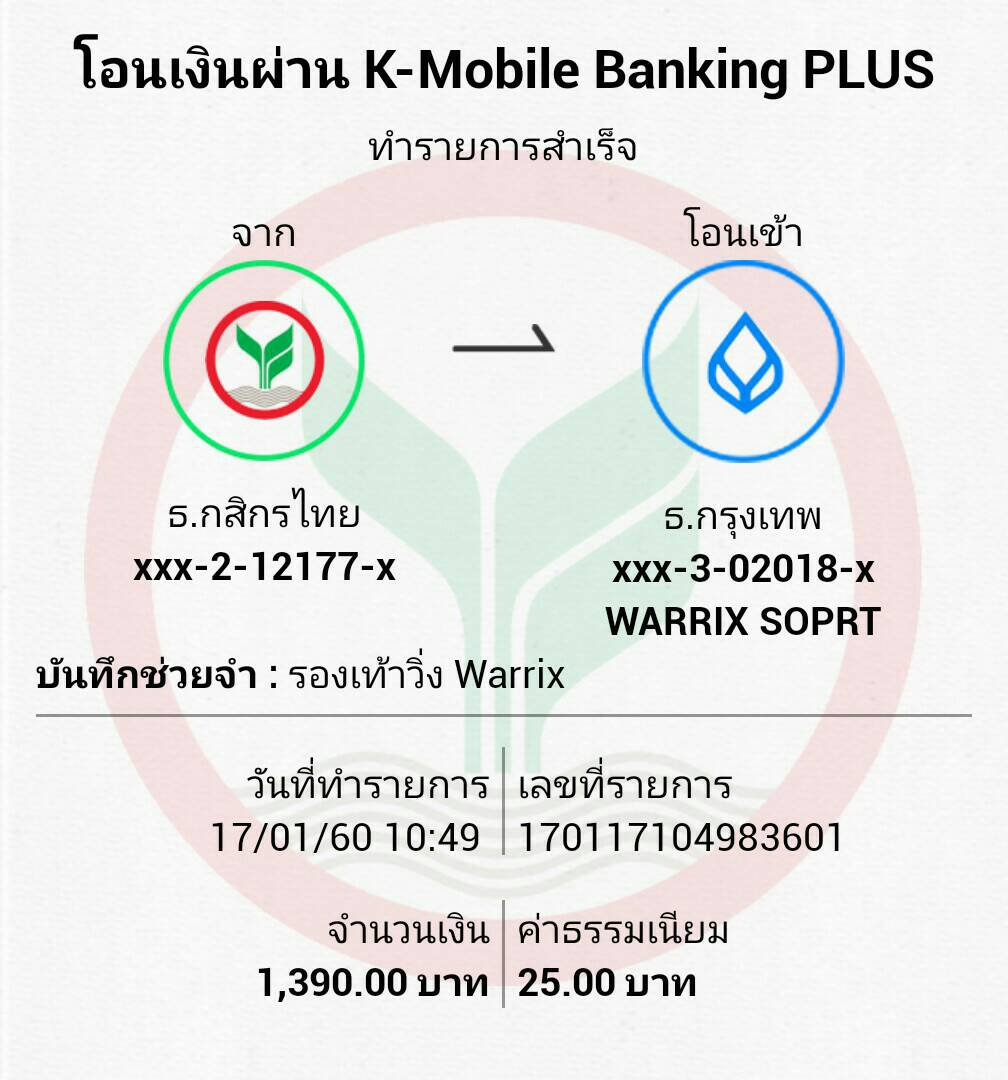 โอนเงินผ่าน K-Mobile Banking PLUS
ทำรายการสำเร็จ
จาก
โอนเข้า
ธ.กสิกรไทย
xxx-2-12177-x
ธ.กรุงเทพ
xxx-3-02018-x
WARRIX SOPRT
บันทึกช่วยจำ : รองเท้าวิ่ง Warrix
วันที่ทำรายการ
17/01/60 10:49
เลขที่รายการ
170117104983601
จำนวนเงิน
1,390.00 บาท
ค่าธรรมเนียม
25.00 บาท